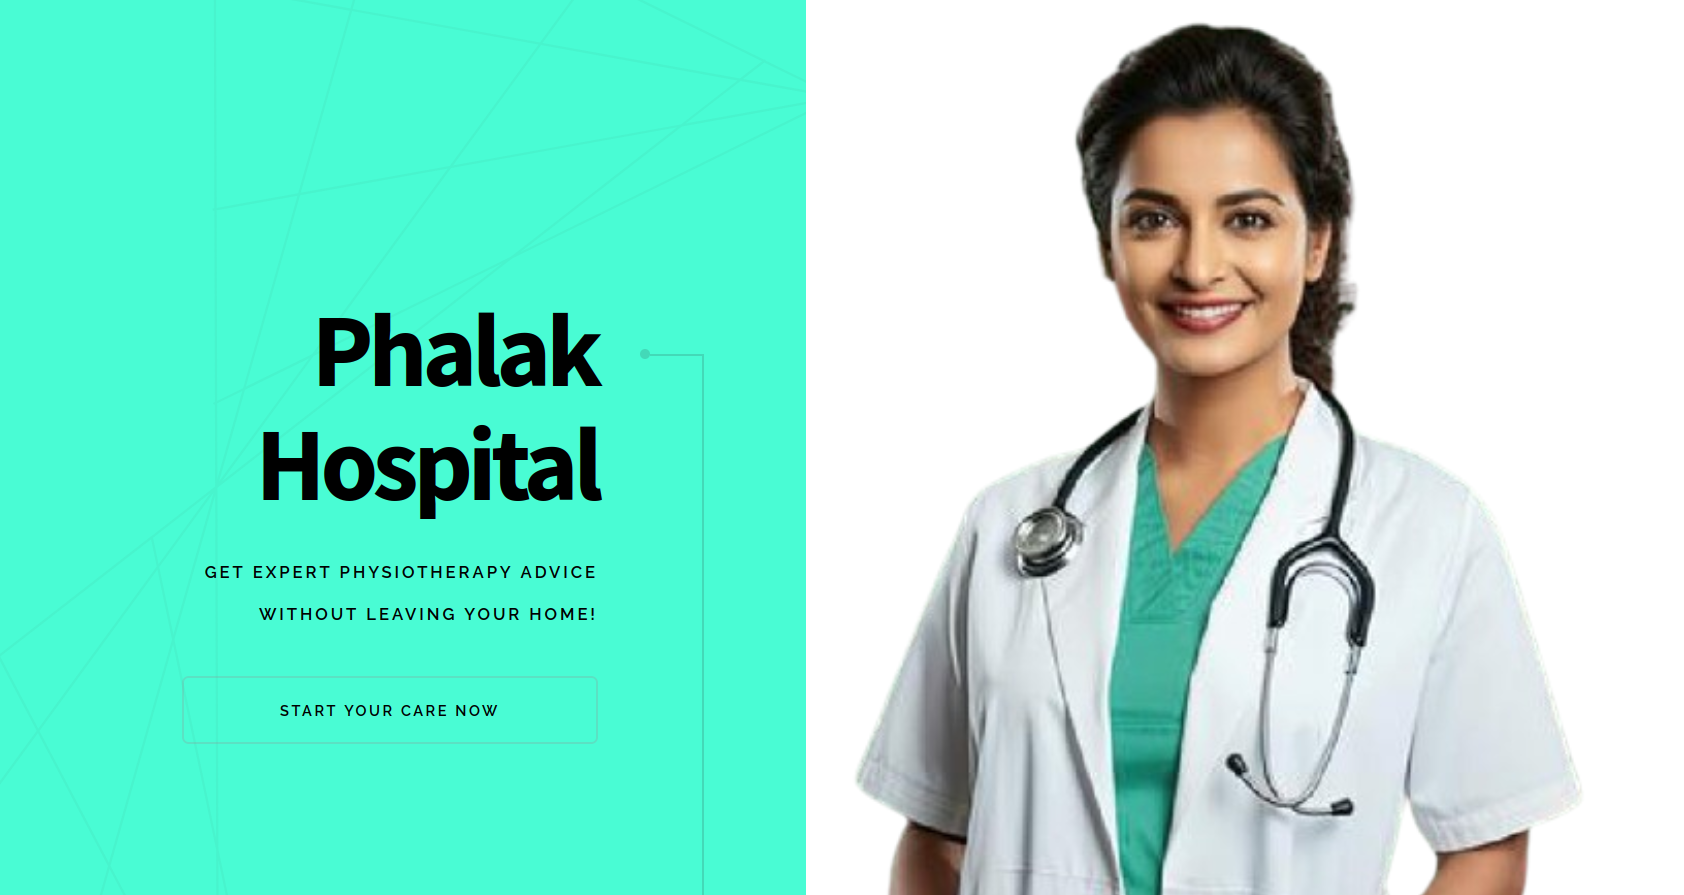 Phalak
Hospital
GET EXPERT PHYSIOTHERAPY ADVICE
WITHOUT LEAVING YOUR HOME!
START YOUR CARE NOW